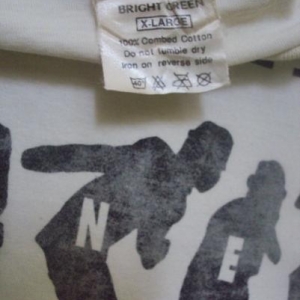 BRIGHT GREEN
X-LARGE
100% Combed Cotton
Do not tumble dry
Iron on reverse side
N E